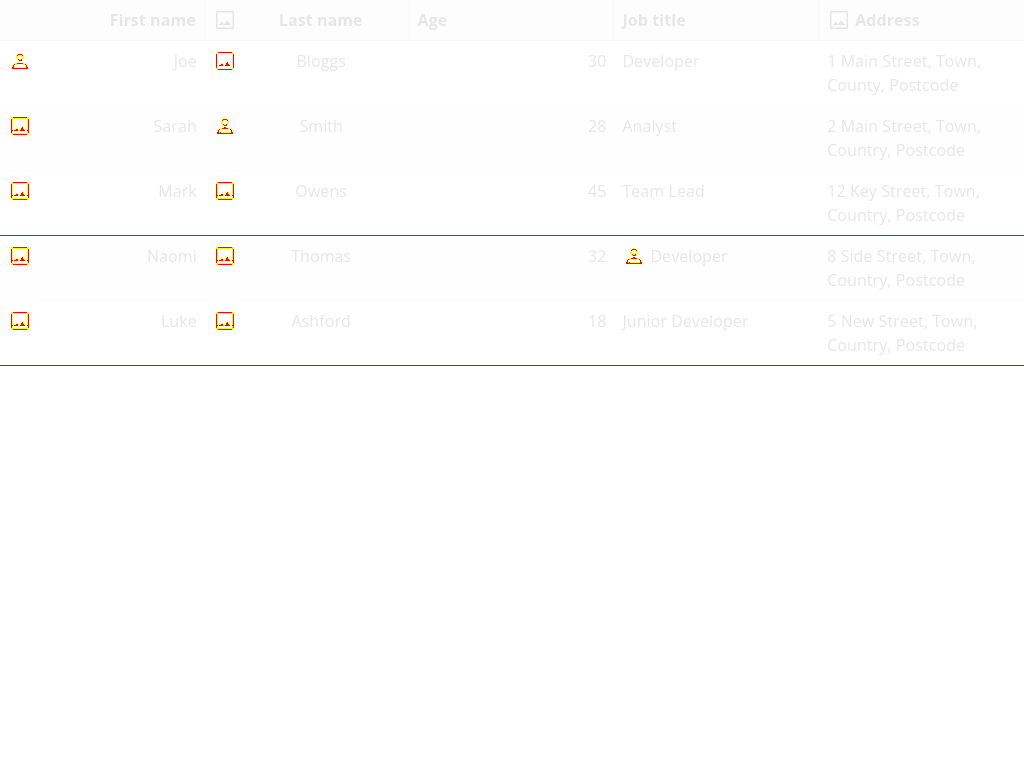 First name Last name Age Job title Address
Joe Bloggs 30 Developer 1 Main Street, Town,
County, Postcode
Sarah Smith 28 Analyst 2 Main Street, Town,
Country, Postcode
Mark Owens 45 Team Lead 12 Key Street, Town,
Country, Postcode
Naomi Thomas 32 Developer 8 Side Street, Town,
Country, Postcode
Luke Ashford 18 Junior Developer 5 New Street, Town,
Country, Postcode